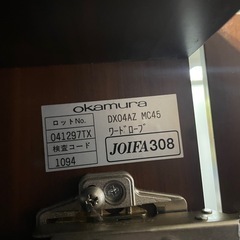 okamura
ロットNo.
041297TX
検査コード
1094
DX04AZ MC45
ワードローブ
JOIFA308